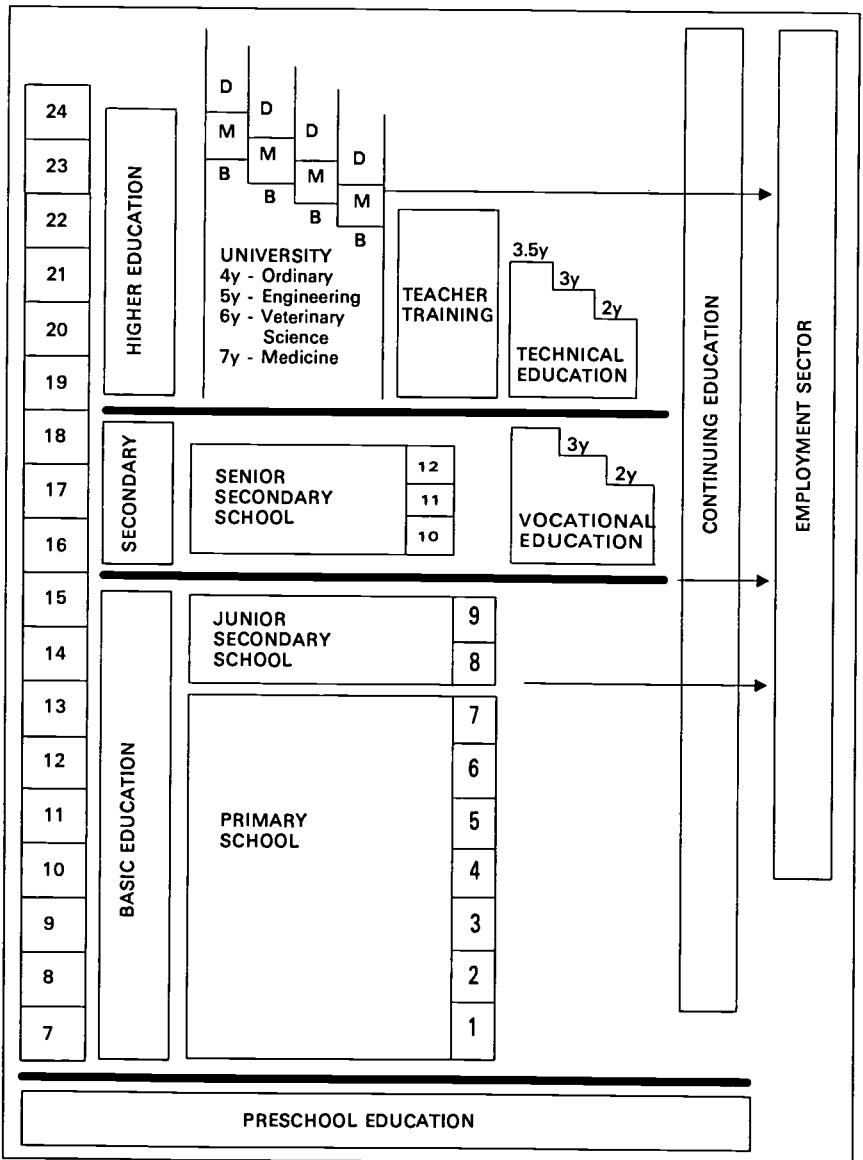 24
23
22
21
20
19
18
17
16
15
14
13
12
11
10
9
8
7
HIGHER EDUCATION
SECONDARY
BASIC EDUCATION
D
M
B
D
M
B
D
M
B
D
M
B
UNIVERSITY
4y - Ordinary
5y - Engineering
6y - Veterinary
Science
7y - Medicine
TEACHER
TRAINING
3.5y
3y
2y
TECHNICAL
EDUCATION
SENIOR
SECONDARY
SCHOOL
12
11
10
3y
2y
VOCATIONAL
EDUCATION
JUNIOR
SECONDARY
SCHOOL
9
8
PRIMARY
SCHOOL
7
6
5
4
3
2
1
CONTINUING EDUCATION
EMPLOYMENT SECTOR
PRESCHOOL EDUCATION